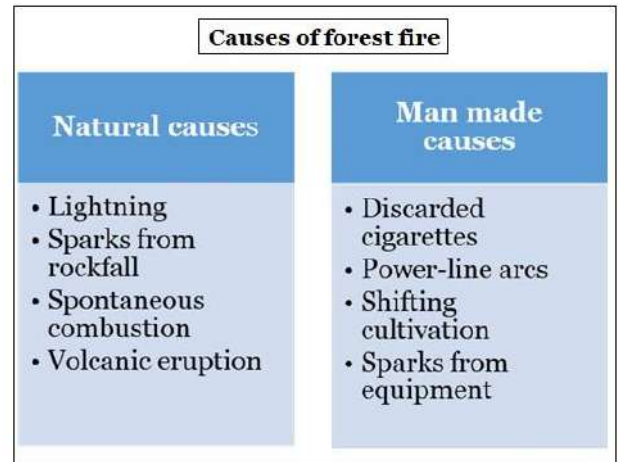 Causes of forest fire
Natural causes
• Lightning
• Sparks from
rockfall
• Spontaneous
combustion
• Volcanic eruption
Man made
causes
• Discarded
cigarettes
• Power-line arcs
• Shifting
cultivation
• Sparks from
equipment